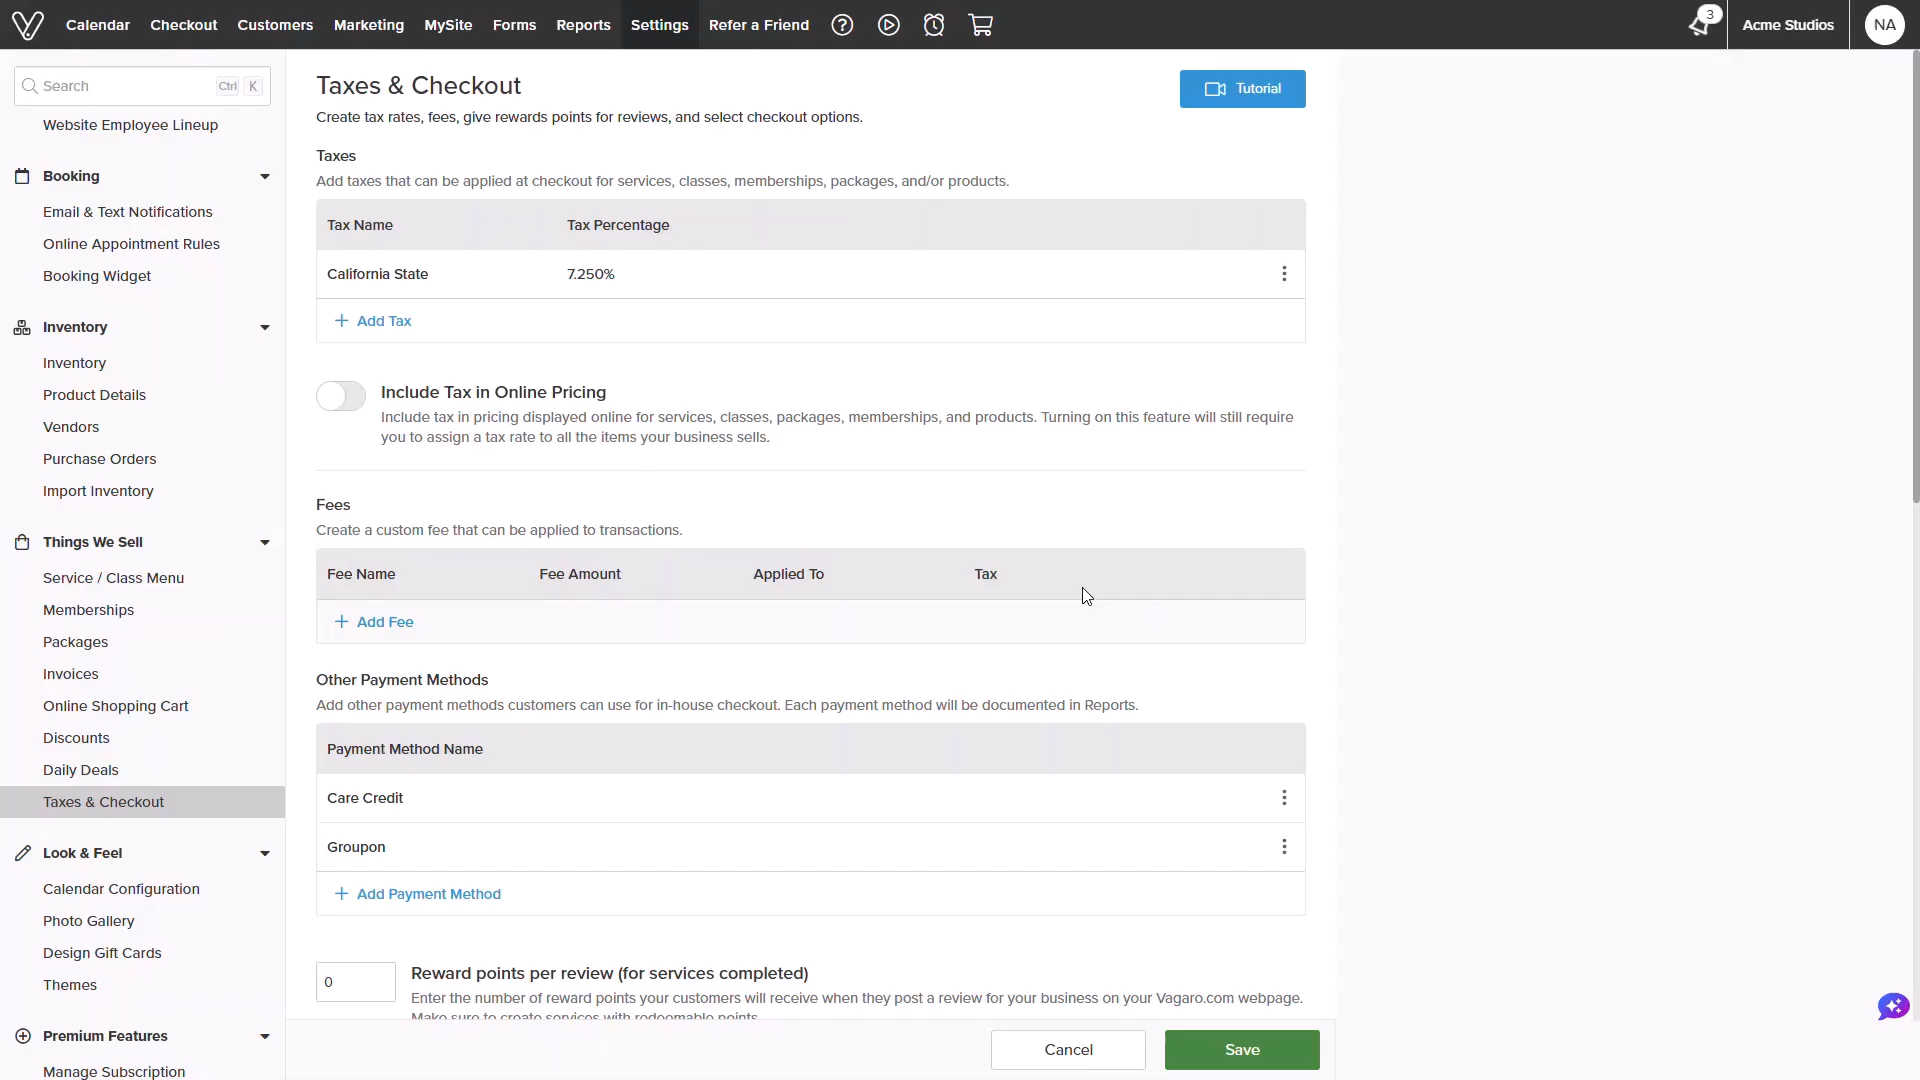 Calendar
Checkout
Customers
Marketing
MySite
Forms
Reports
Settings
Refer a Friend
3
Acme Studios
NA
Search
Ctrl
K
Website Employee Lineup
Booking
Email & Text Notifications
Online Appointment Rules
Booking Widget
Inventory
Inventory
Product Details
Vendors
Purchase Orders
Import Inventory
Things We Sell
Service / Class Menu
Memberships
Packages
Invoices
Online Shopping Cart
Discounts
Daily Deals
Taxes & Checkout
Look & Feel
Calendar Configuration
Photo Gallery
Design Gift Cards
Themes
Premium Features
Manage Subscription
Taxes & Checkout
Tutorial
Create tax rates, fees, give rewards points for reviews, and select checkout options.
Taxes
Add taxes that can be applied at checkout for services, classes, memberships, packages, and/or products.
Tax Name
Tax Percentage
California State
7.250%
Add Tax
Include Tax in Online Pricing
Include tax in pricing displayed online for services, classes, packages, memberships, and products. Turning on this feature will still require
you to assign a tax rate to all the items your business sells.
Fees
Create a custom fee that can be applied to transactions.
Fee Name
Fee Amount
Applied To
Tax
Add Fee
Other Payment Methods
Add other payment methods customers can use for in-house checkout. Each payment method will be documented in Reports.
Payment Method Name
Care Credit
Groupon
Add Payment Method
0
Reward points per review (for services completed)
Enter the number of reward points your customers will receive when they post a review for your business on your Vagaro.com webpage.
Make sure to create services with redeemable points.
Cancel
Save